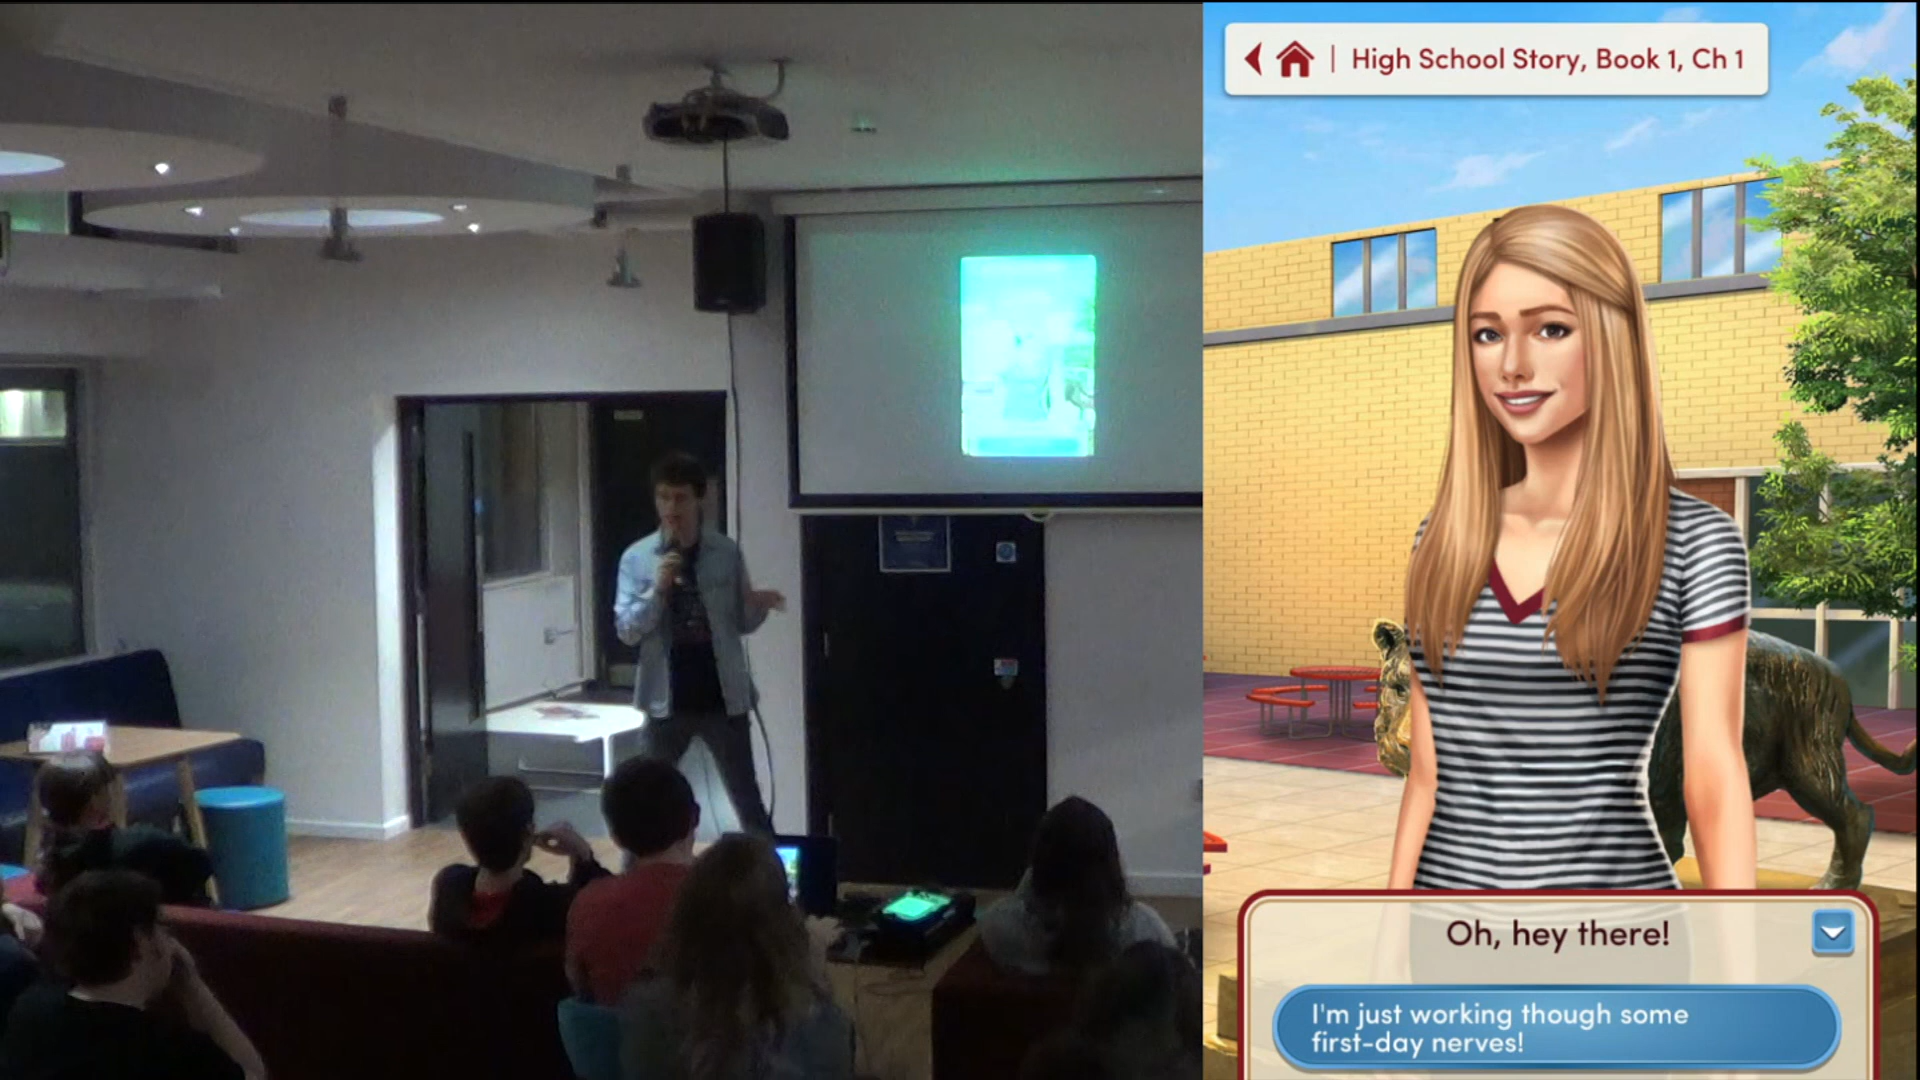 High School Story, Book 1, Ch 1
Oh, hey there!
I'm just working though some
first-day nerves!